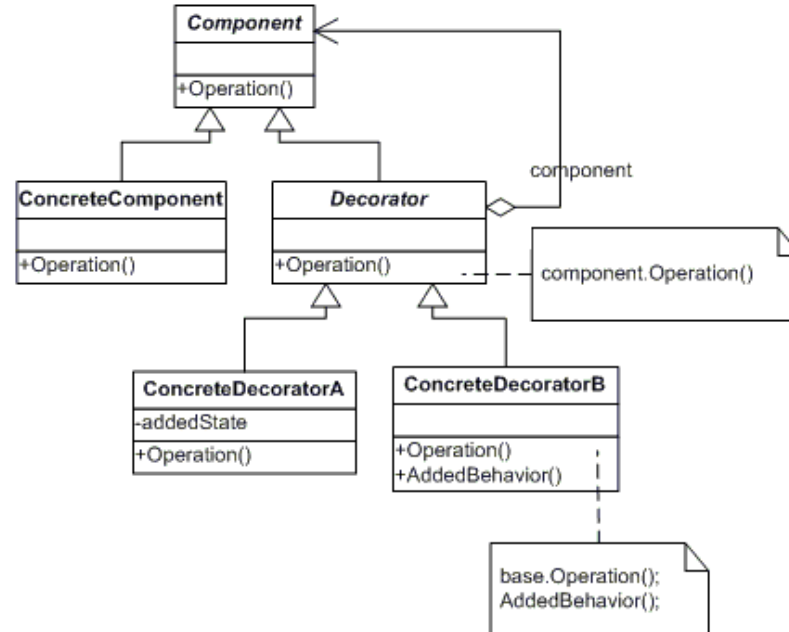 Component
+Operation()
component
ConcreteComponent
+Operation()
Decorator
+Operation()
component.Operation()
ConcreteDecoratorA
-addedState
+Operation()
ConcreteDecoratorB
+Operation()
+AddedBehavior()
base.Operation();
AddedBehavior();